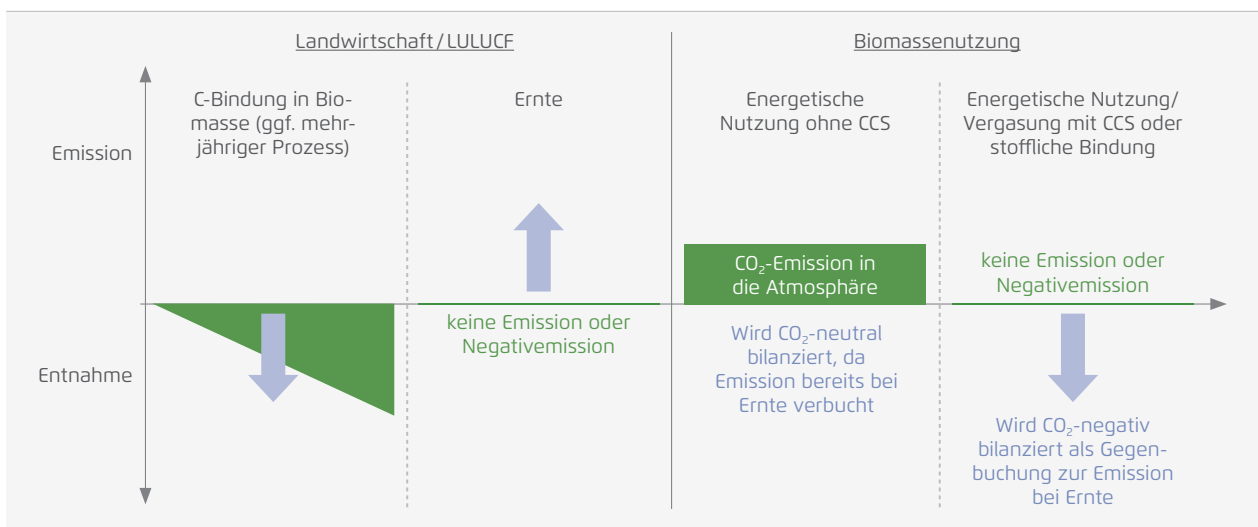 Landwirtschaft/LULUCF
Biomassenutzung
Emission
Entnahme
C-Bindung in Bio-
masse (ggf. mehr-
jähriger Prozess)
Ernte
keine Emission oder
Negativemission
Energetische
Nutzung ohne CCS
CO₂-Emission in
die Atmosphäre
Wird CO₂-neutral
bilanziert, da
Emission bereits bei
Ernte verbucht
Energetische Nutzung/
Vergasung mit CCS oder
stoffliche Bindung
keine Emission oder
Negativemission
Wird CO₂-negativ
bilanziert als Gegen-
buchung zur Emission
bei Ernte